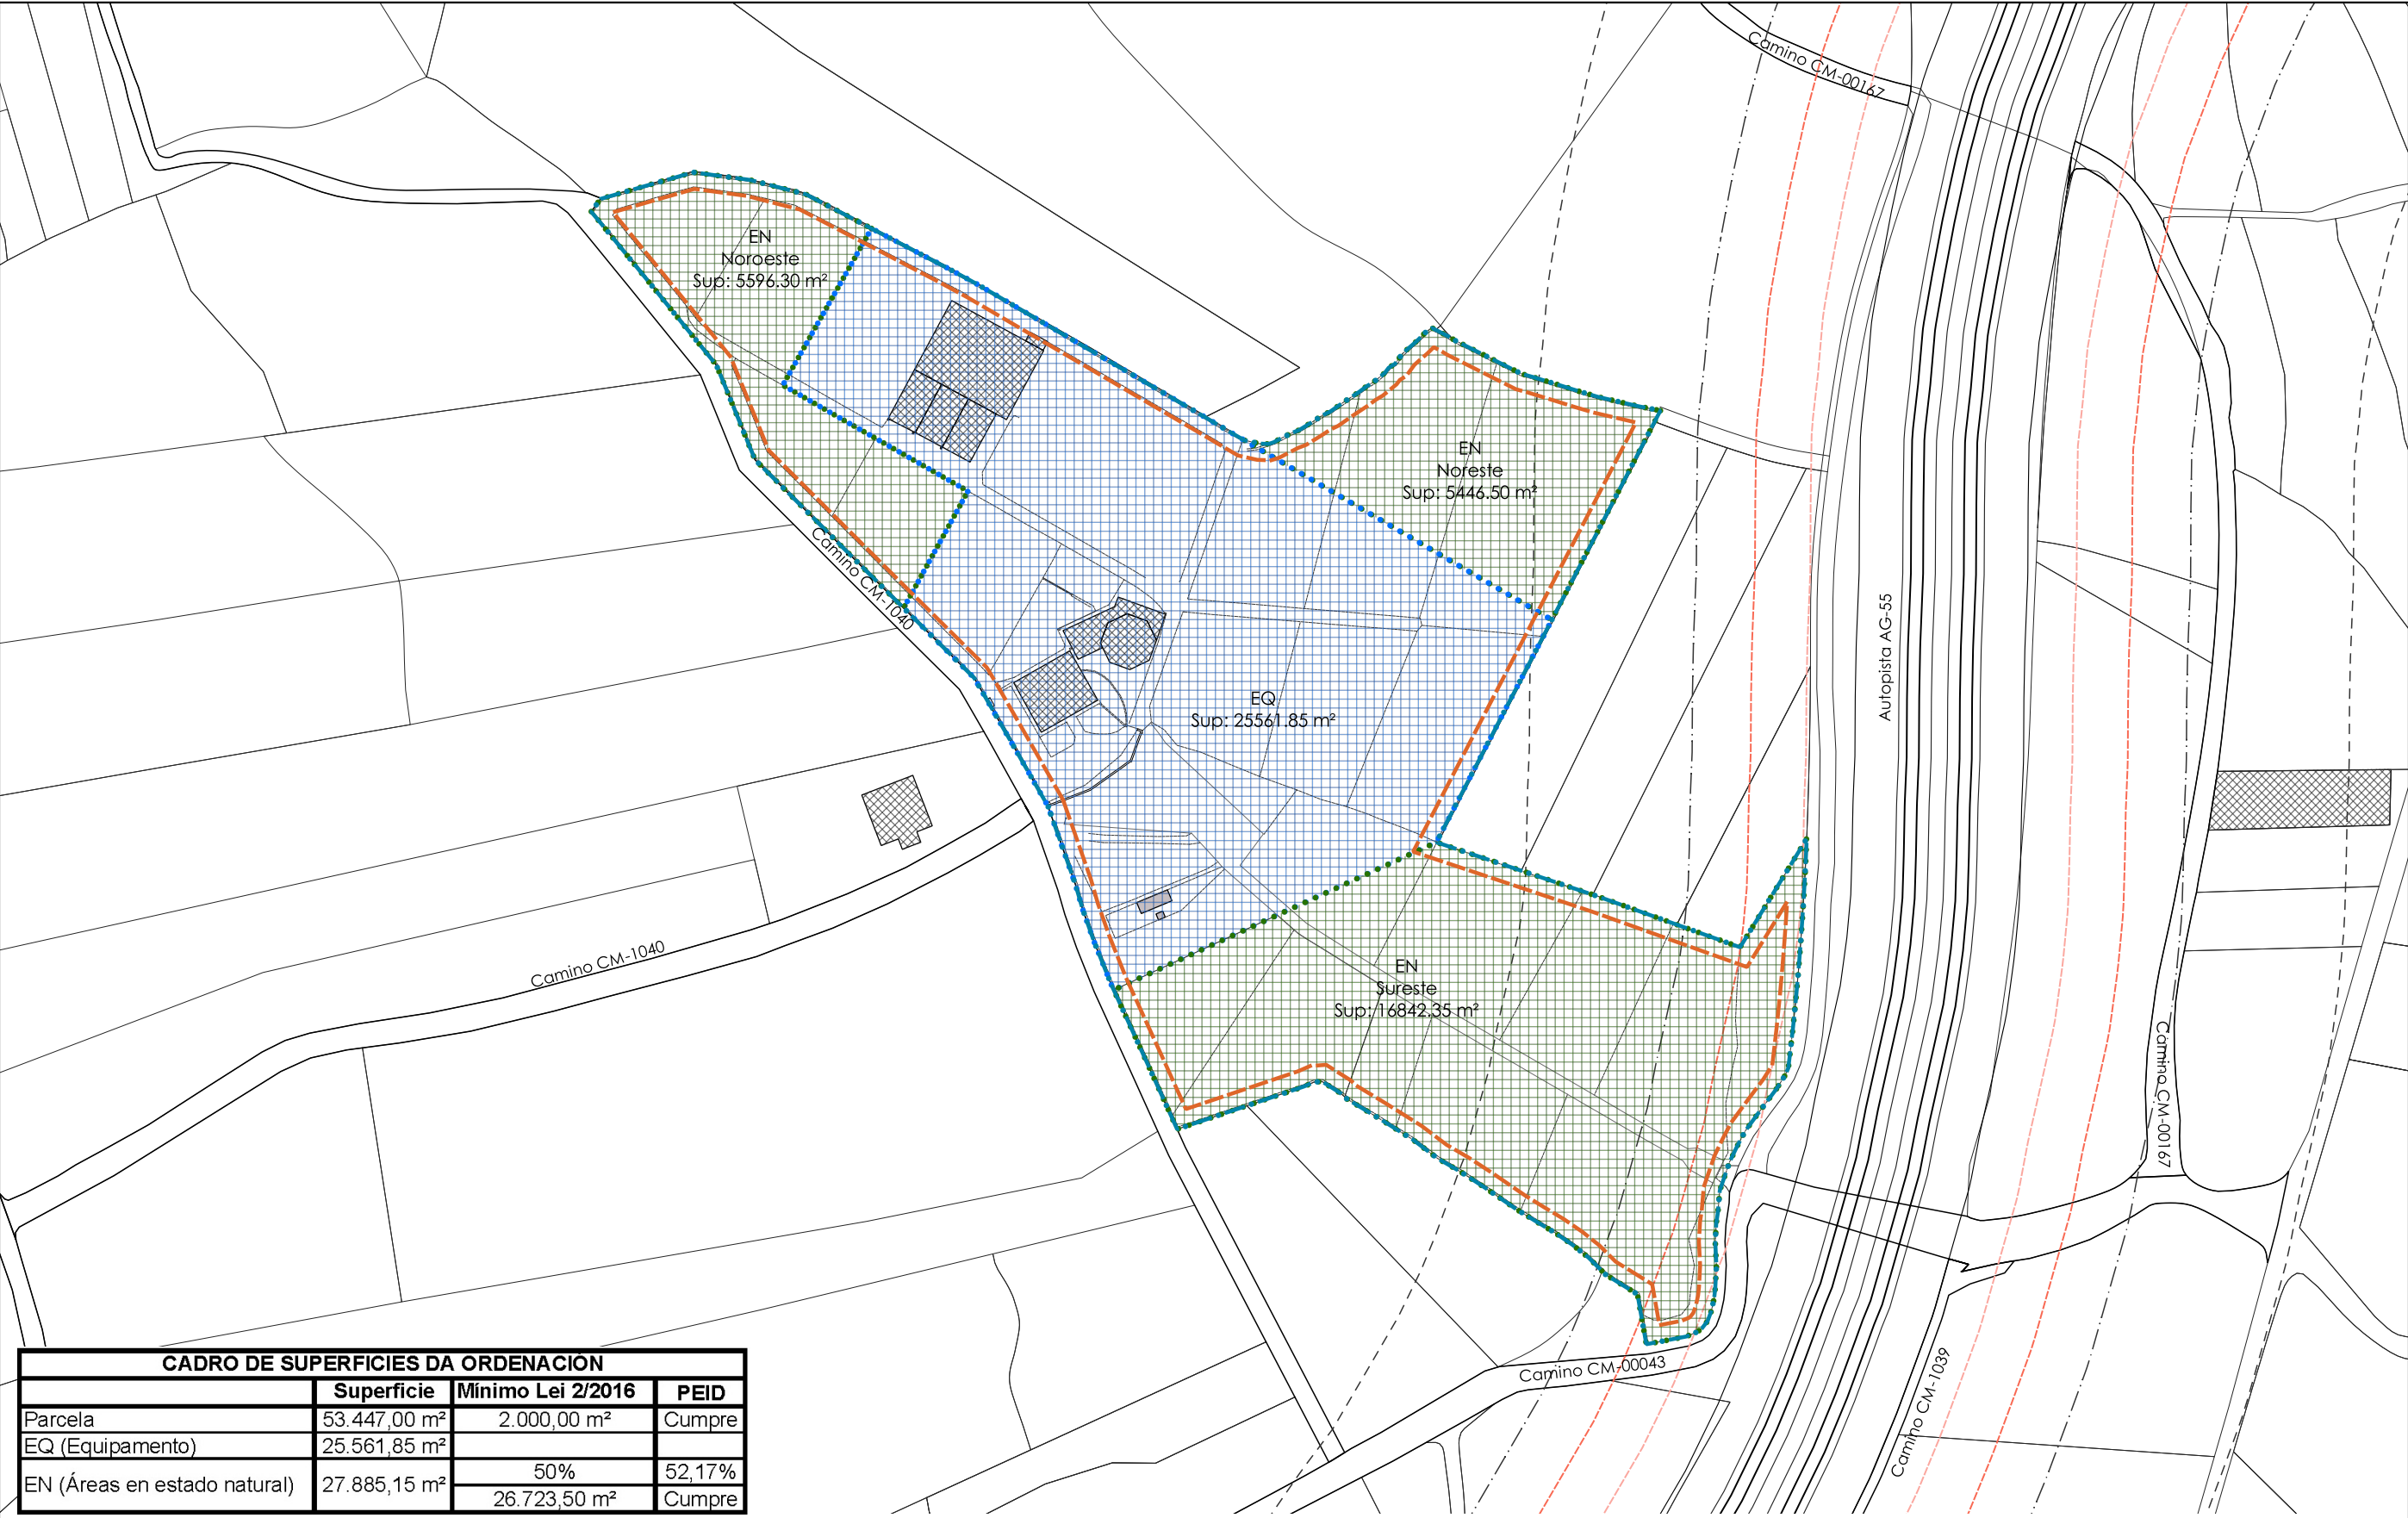 Camino CM-00167
EN
Noroeste
Sup: 5596.30 m²
EN
Noreste
Sup: 5446.50 m²
Camino CM-1040
Autopista AG-55
EQ
Sup: 25561.85 m²
Camino CM-1040
EN
Sureste
Sup: 16842.35 m²
Camino CM-00167
Camino CM-00043
Camino CM-1039
CADRO DE SUPERFICIES DA ORDENACIÓN
Superficie Mínimo Lei 2/2016 PEID
Parcela 53.447,00 m² 2.000,00 m² Cumpre
EQ (Equipamento) 25.561,85 m²
EN (Áreas en estado natural) 27.885,15 m² 50% 52,17%
26.723,50 m² Cumpre